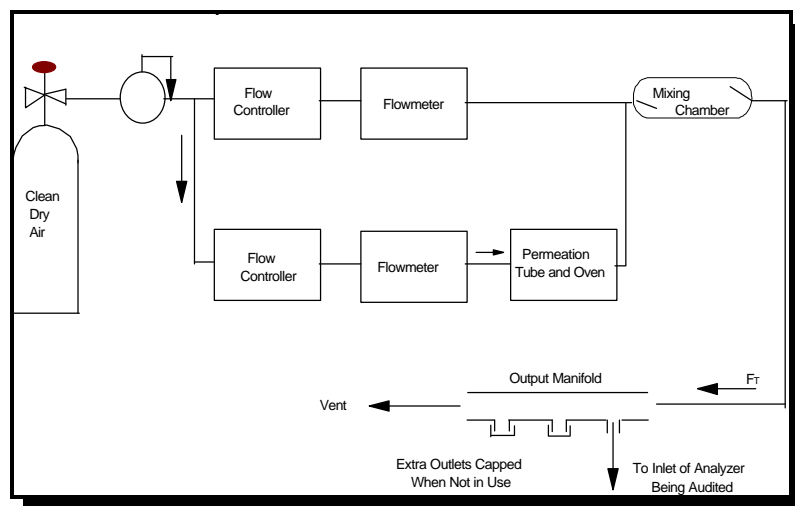 Flow
Controller
Flowmeter
Mixing
Chamber
Clean
Dry
Air
Flow
Controller
Flowmeter
Permeation
Tube and Oven
Output Manifold
FT
Vent
Extra Outlets Capped
When Not in Use
To Inlet of Analyzer
Being Audited